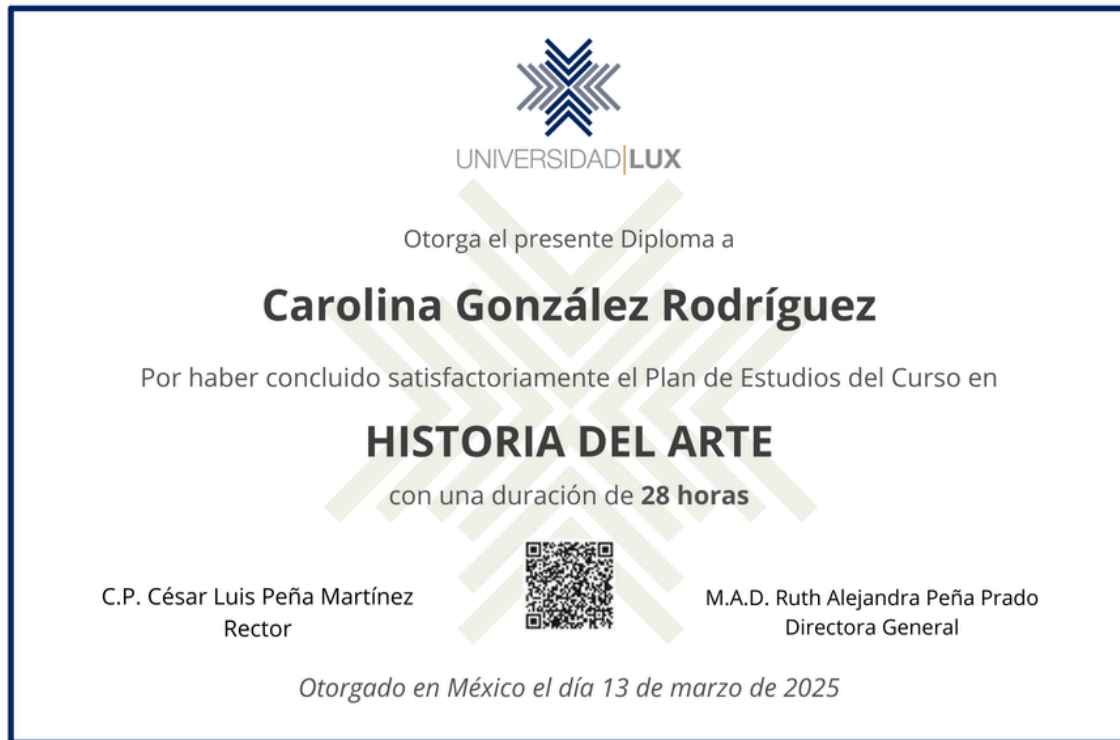 UNIVERSIDAD|LUX
Otorga el presente Diploma a
Carolina González Rodríguez
Por haber concluido satisfactoriamente el Plan de Estudios del Curso en
HISTORIA DEL ARTE
con una duración de 28 horas
C.P. César Luis Peña Martínez
Rector
M.A.D. Ruth Alejandra Peña Prado
Directora General
Otorgado en México el día 13 de marzo de 2025